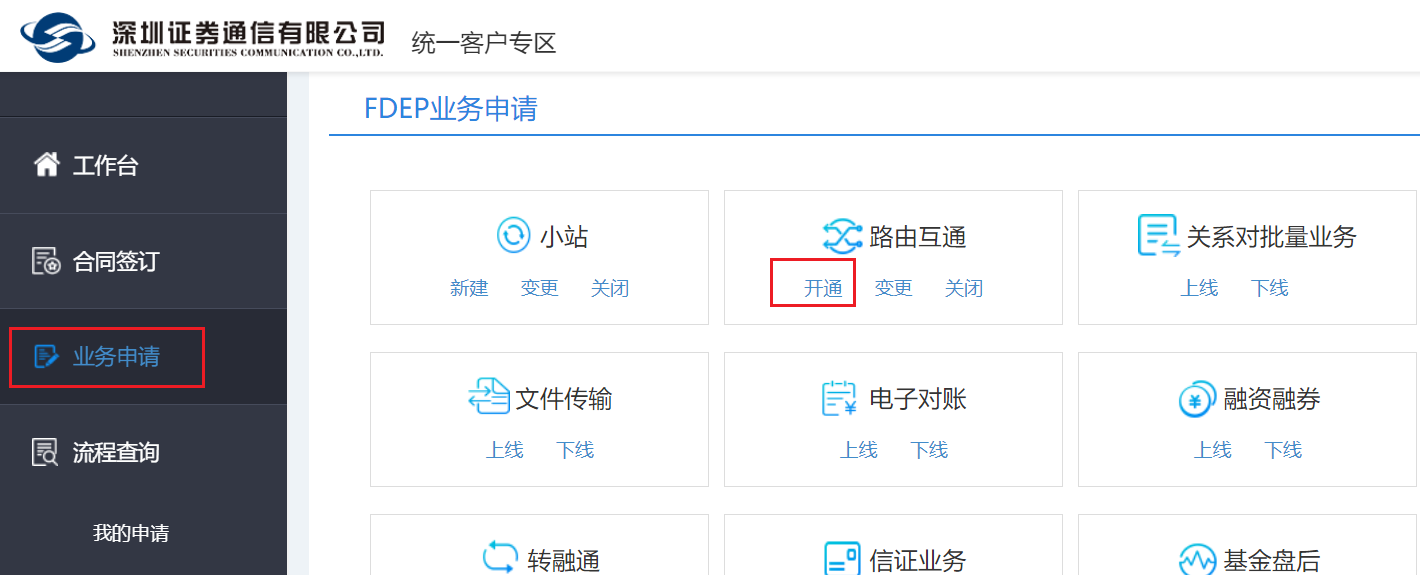 深圳证券通信有限公司
SHENZHEN SECURITIES COMMUNICATION CO.,LTD.
统一客户专区
FDEP业务申请
工作台
合同签订
业务申请
流程查询
我的申请
小站
新建 变更 关闭
路由互通
开通 变更 关闭
关系对批量业务
上线 下线
文件传输
上线 下线
电子对账
上线 下线
融资融券
上线 下线
转融通
信证业务
基金盘后